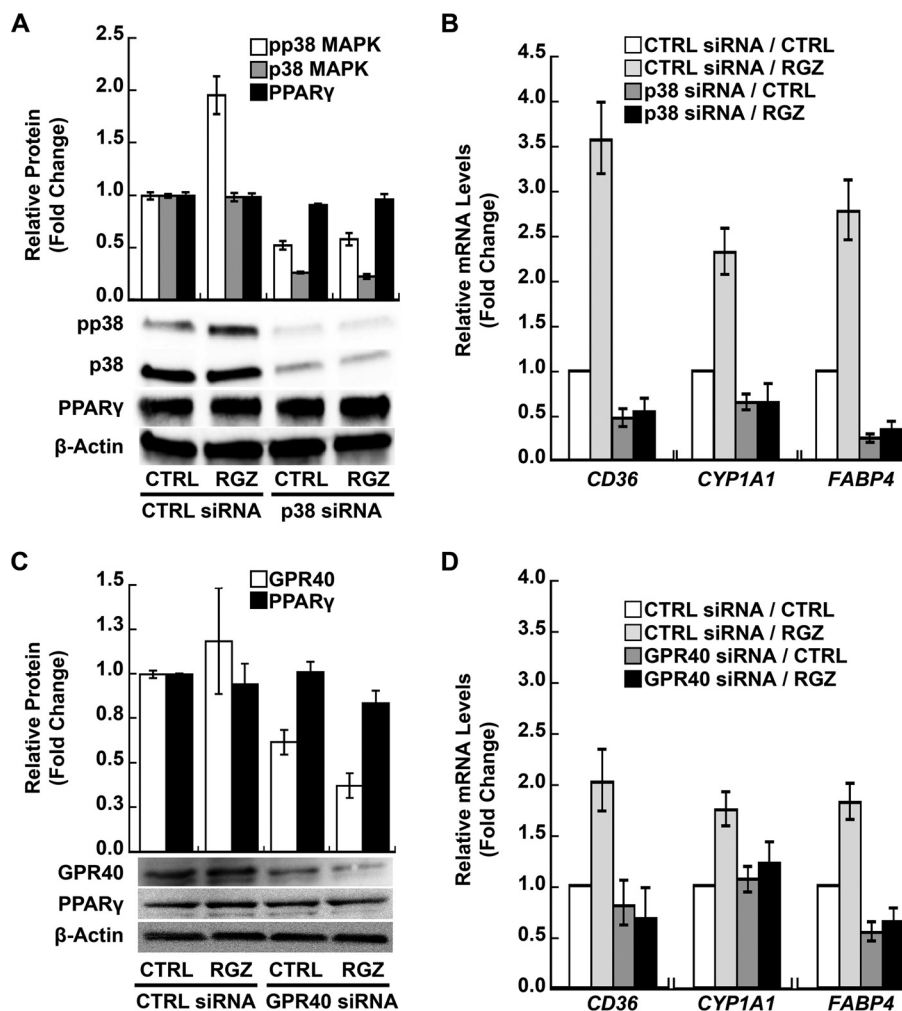 A
Relative Protein
(Fold Change)
2.5
2.0
1.5
1.0
0.5
0.0
pp38 MAPK
p38 MAPK
PPARγ
pp38
p38
PPARγ
β-Actin
CTRL RGZ CTRL RGZ
CTRL siRNA p38 siRNA
B
Relative mRNA Levels
(Fold Change)
4.5
4.0
3.5
3.0
2.5
2.0
1.5
1.0
0.5
0.0
CTRL siRNA / CTRL
CTRL siRNA / RGZ
p38 siRNA / CTRL
p38 siRNA / RGZ
CD36 CYP1A1 FABP4
C
Relative Protein
(Fold Change)
1.5
1.3
1.0
0.8
0.5
0.3
0.0
GPR40
PPARγ
GPR40
PPARγ
β-Actin
CTRL RGZ CTRL RGZ
CTRL siRNA GPR40 siRNA
D
Relative mRNA Levels
(Fold Change)
4.0
3.5
3.0
2.5
2.0
1.5
1.0
0.5
0.0
CTRL siRNA / CTRL
CTRL siRNA / RGZ
GPR40 siRNA / CTRL
GPR40 siRNA / RGZ
CD36 CYP1A1 FABP4